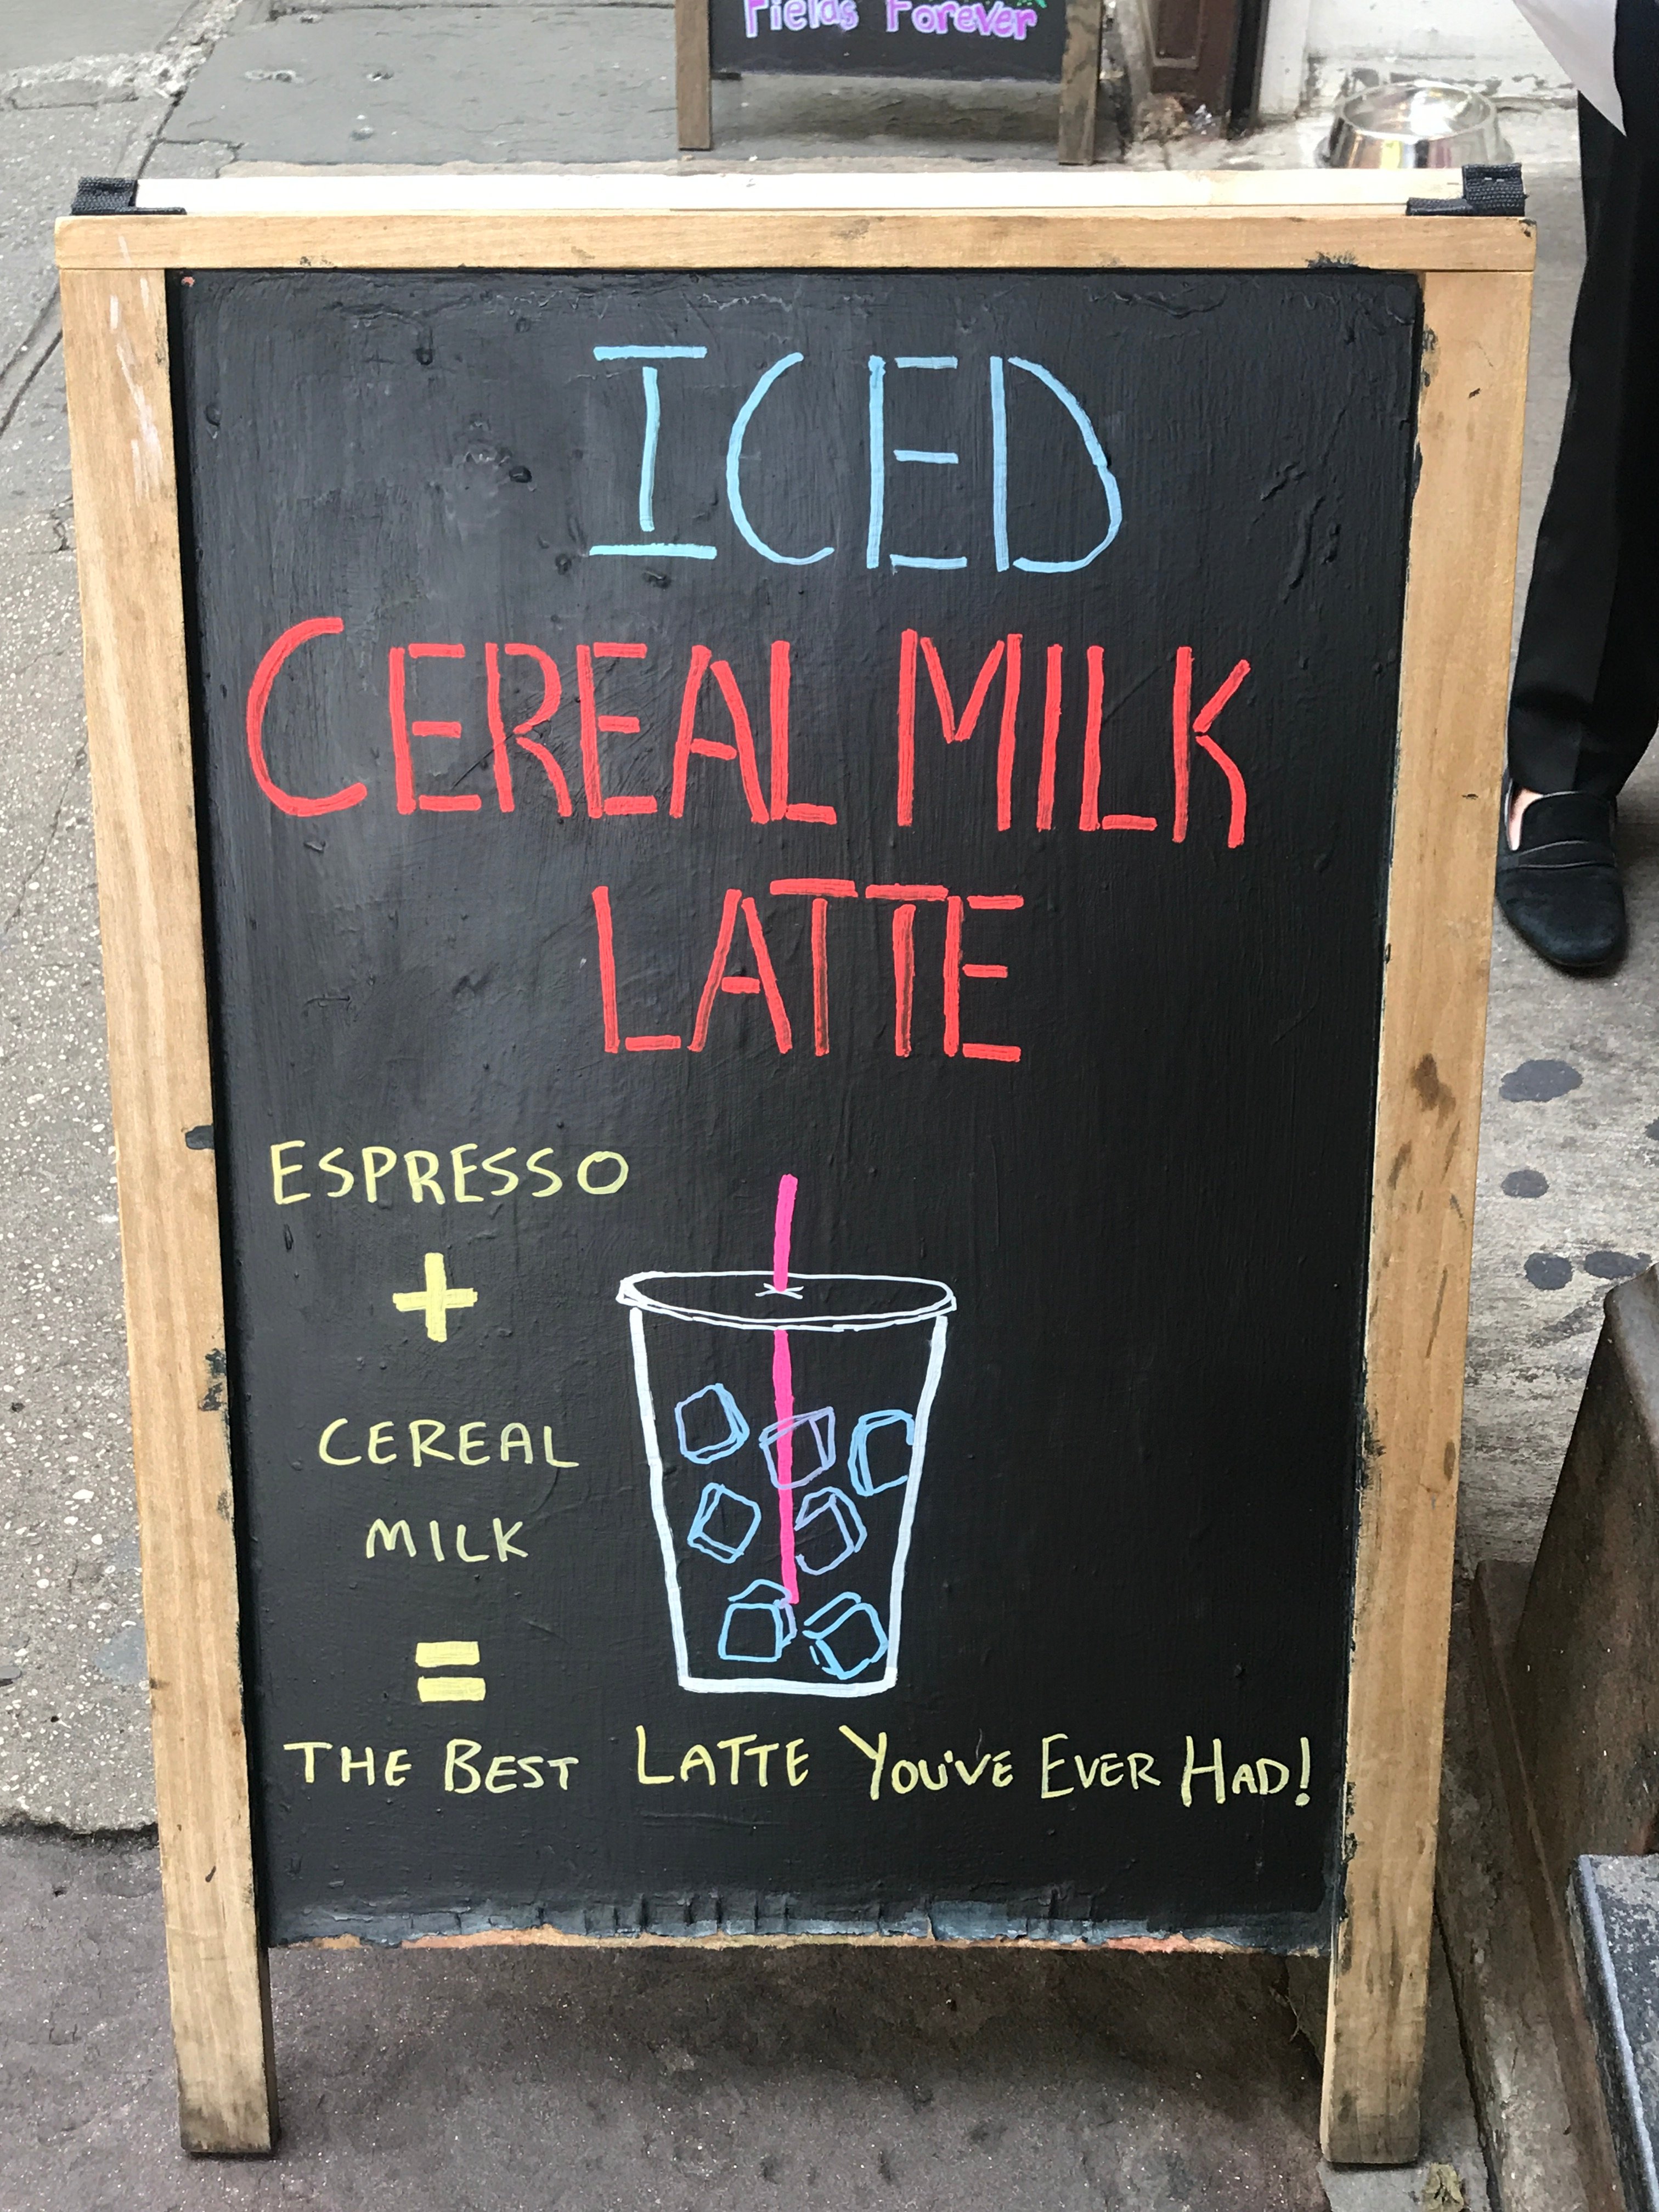 Fields Forever
ICED
CEREAL MILK
LATTE
ESPRESSO
+
CEREAL
MILK
=
THE BEST LATTE YOU'VE EVER HAD!